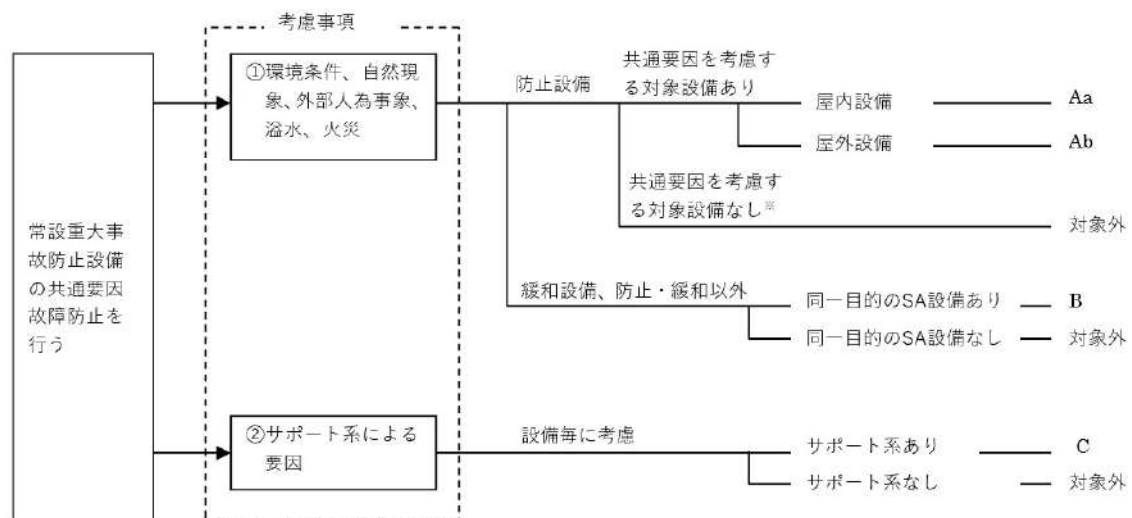 考慮事項
常設重大事
故防止設備
の共通要因
故障防止を
行う
①環境条件、自然現
象、外部人為事象、
溢水、火災
防止設備
共通要因を考慮す
る対象設備あり
屋内設備
Aa
屋外設備
Ab
共通要因を考慮す
る対象設備なし※
対象外
緩和設備、防止・緩和以外
同一目的のSA設備あり
B
同一目的のSA設備なし
対象外
②サポート系による
要因
設備毎に考慮
サポート系あり
C
サポート系なし
対象外